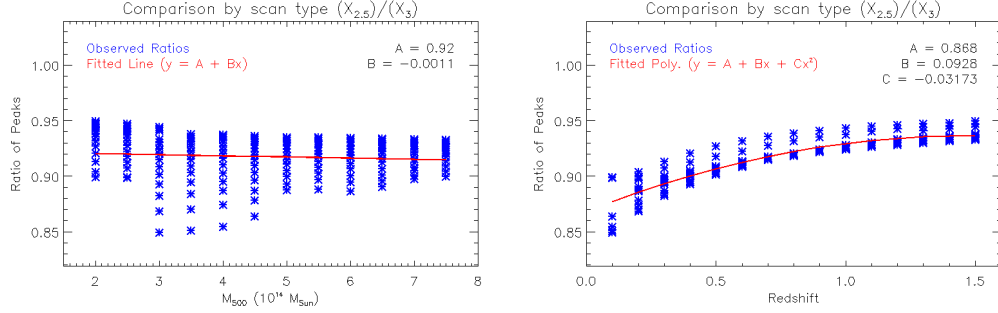 Comparison by scan type (X2.5)/(X3)
Observed Ratios
A = 0.92
Fitted Line (y = A + Bx)
B = −0.0011
1.00
0.95
0.90
0.85
Ratio of Peaks
2 3 4 5 6 7 8
M500 (10^14 MSun)
Comparison by scan type (X2.5)/(X3)
Observed Ratios
A = 0.868
Fitted Poly. (y = A + Bx + Cx²)
B = 0.0928
C = −0.03173
1.00
0.95
0.90
0.85
Ratio of Peaks
0.0 0.5 1.0 1.5
Redshift